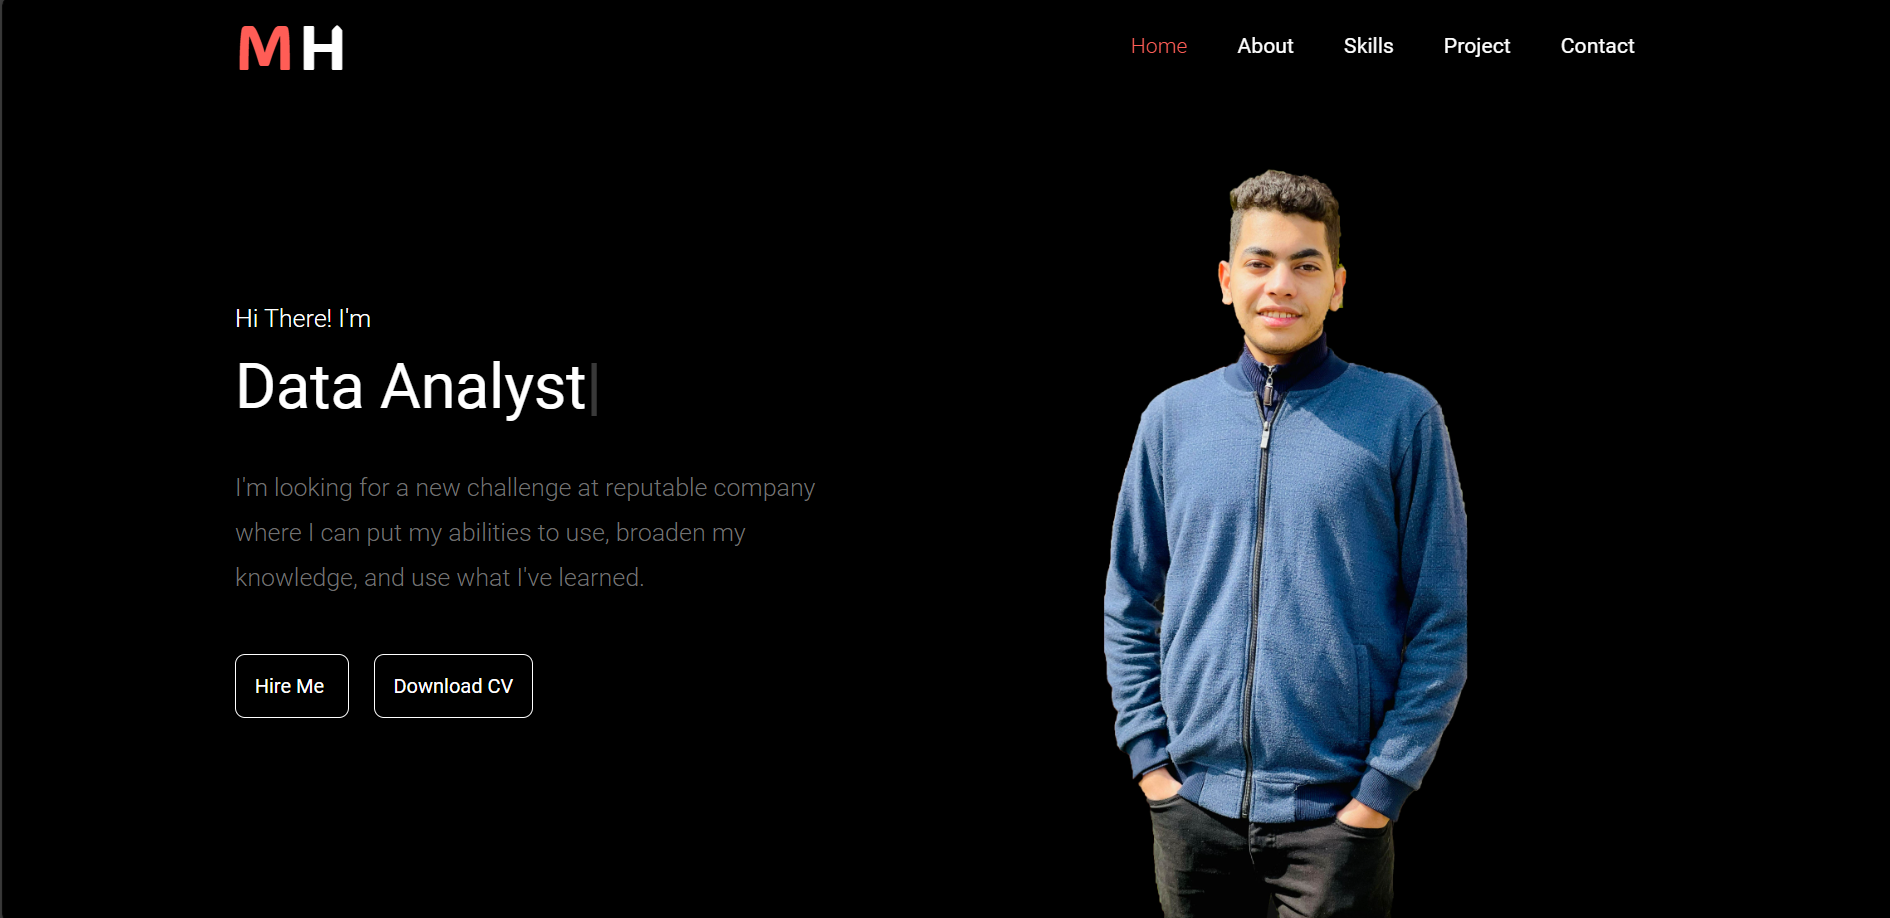 MH
Home About Skills Project Contact
Hi There! I'm
Data Analyst|
I'm looking for a new challenge at reputable company
where I can put my abilities to use, broaden my
knowledge, and use what I've learned.
Hire Me Download CV